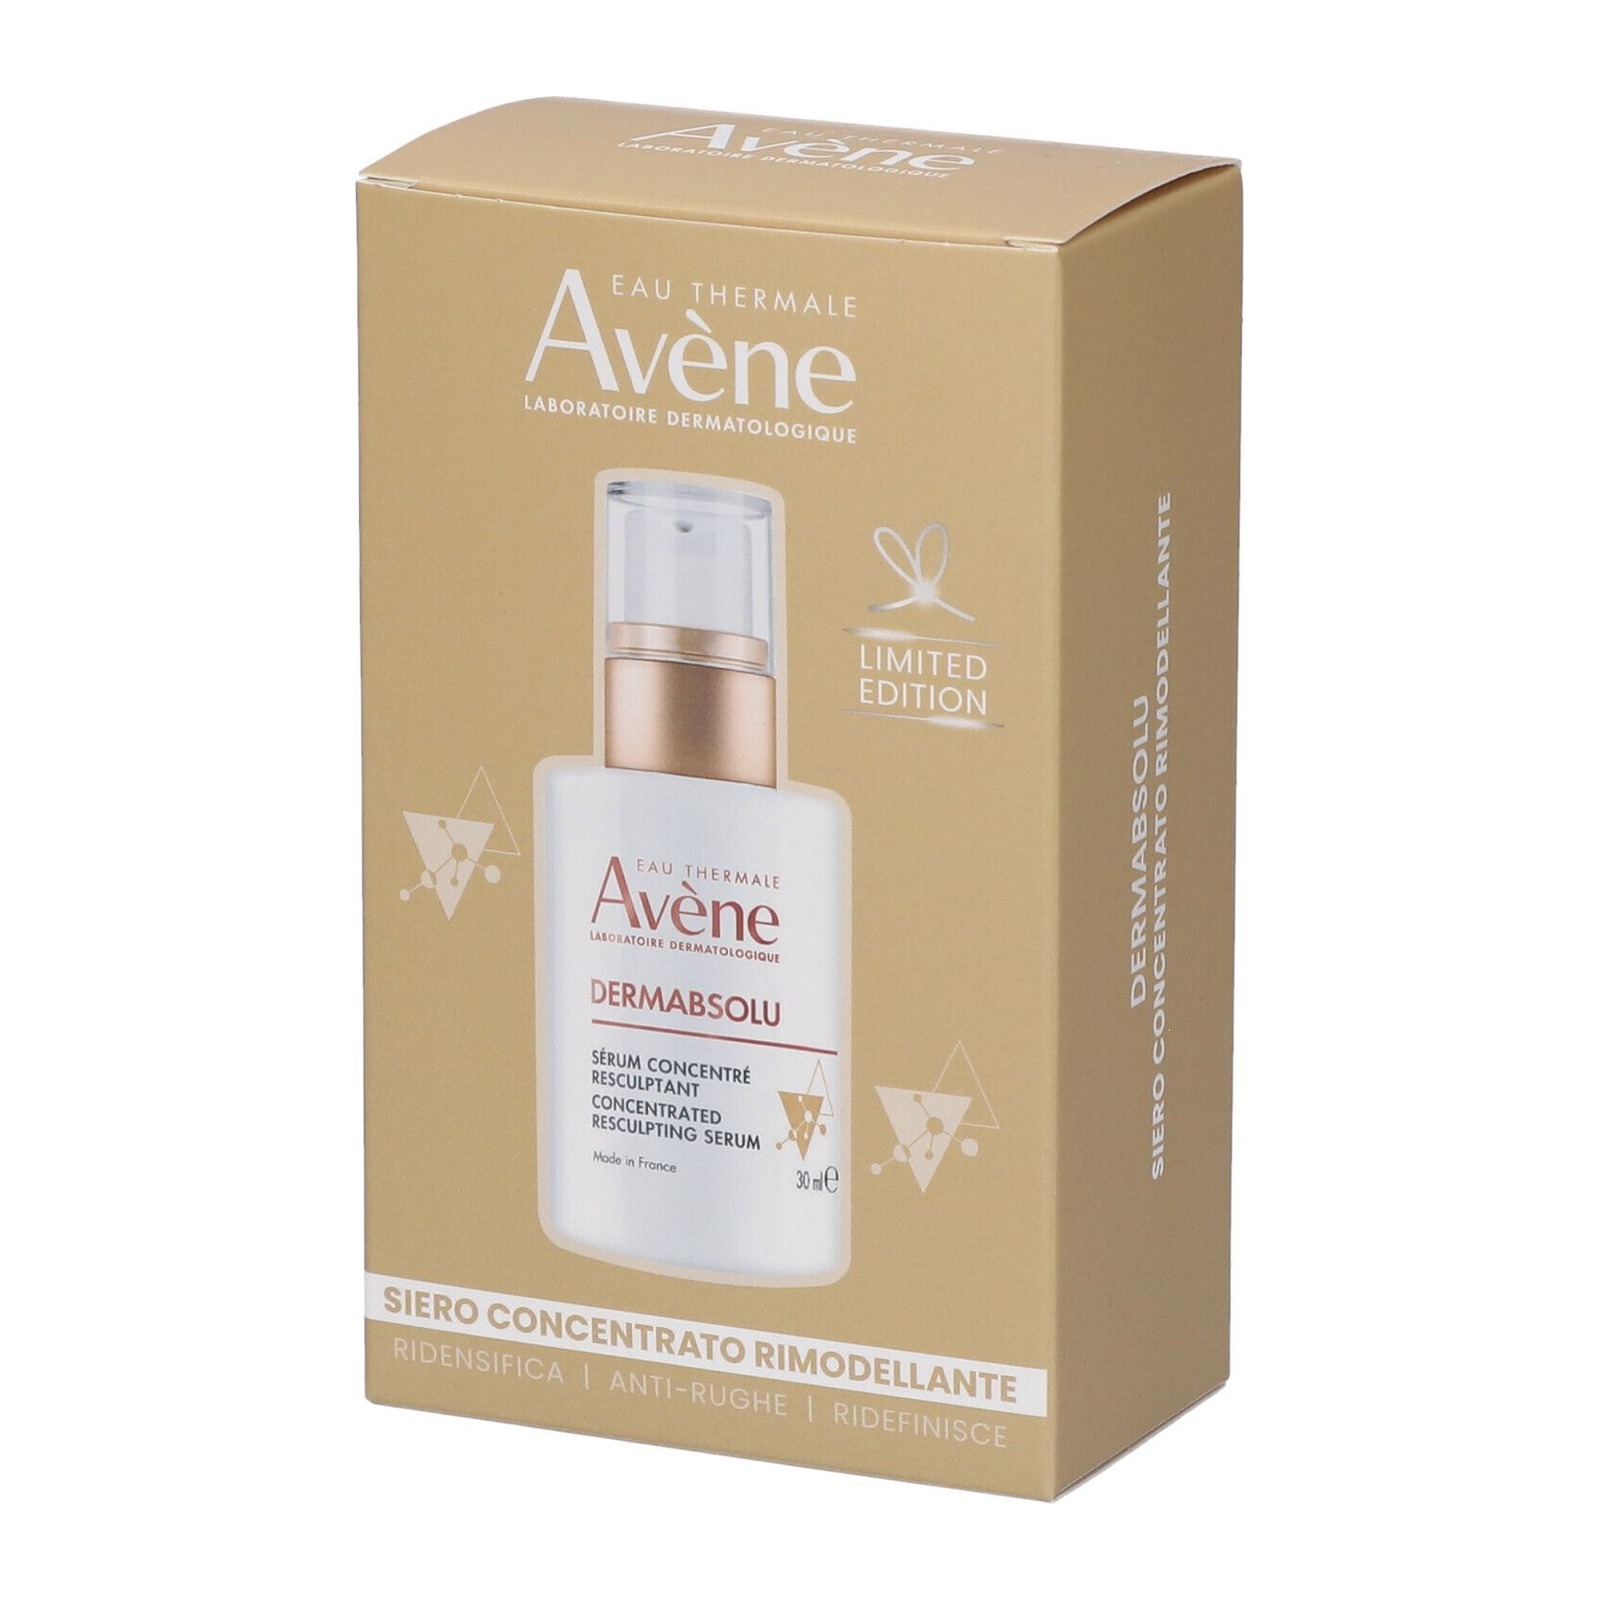 EAU THERMALE
Avène
LABORATOIRE DERMATOLOGIQUE
EAU THERMALE
Avène
LABORATOIRE DERMATOLOGIQUE
LIMITED
EDITION
EAU THERMALE
Avène
LABORATOIRE DERMATOLOGIQUE
DERMABSOLU
SÉRUM CONCENTRÉ
RESCULPTANT
CONCENTRATED
RESCULPTING SERUM
Made in France
30 ml e
SIERO CONCENTRATO RIMODELLANTE
RIDENSIFICA | ANTI-RUGHE | RIDEFINISCE
DERMABSOLU
SIERO CONCENTRATO RIMODELLANTE